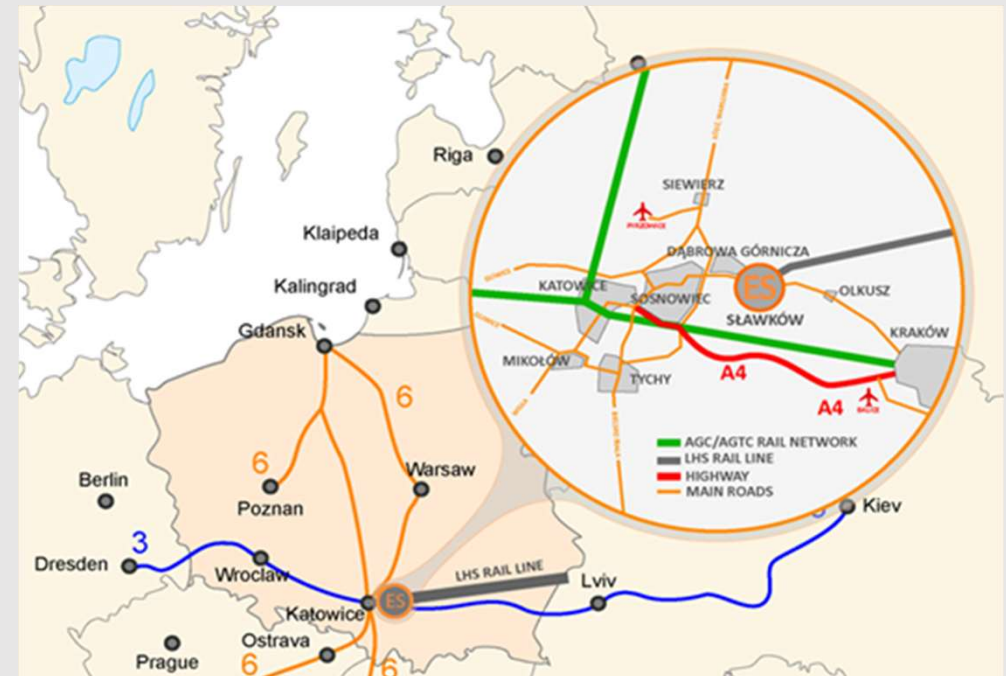 Riga
Klaipeda
Kalingrad
Gdansk
6
6
Warsaw
Poznan
Berlin
Dresden
3
Wroclaw
Katowice
ES
LHS RAIL LINE
Lviv
Kiev
Ostrava
Prague
6
6
SIEWIERZ
DĄBROWA GÓRNICZA
KATOWICE
SOSNOWIEC
ES
SŁAWKÓW
OLKUSZ
KRAKÓW
MIKOŁÓW
TYCHY
A4
A4
AGC/AGTC RAIL NETWORK
LHS RAIL LINE
HIGHWAY
MAIN ROADS